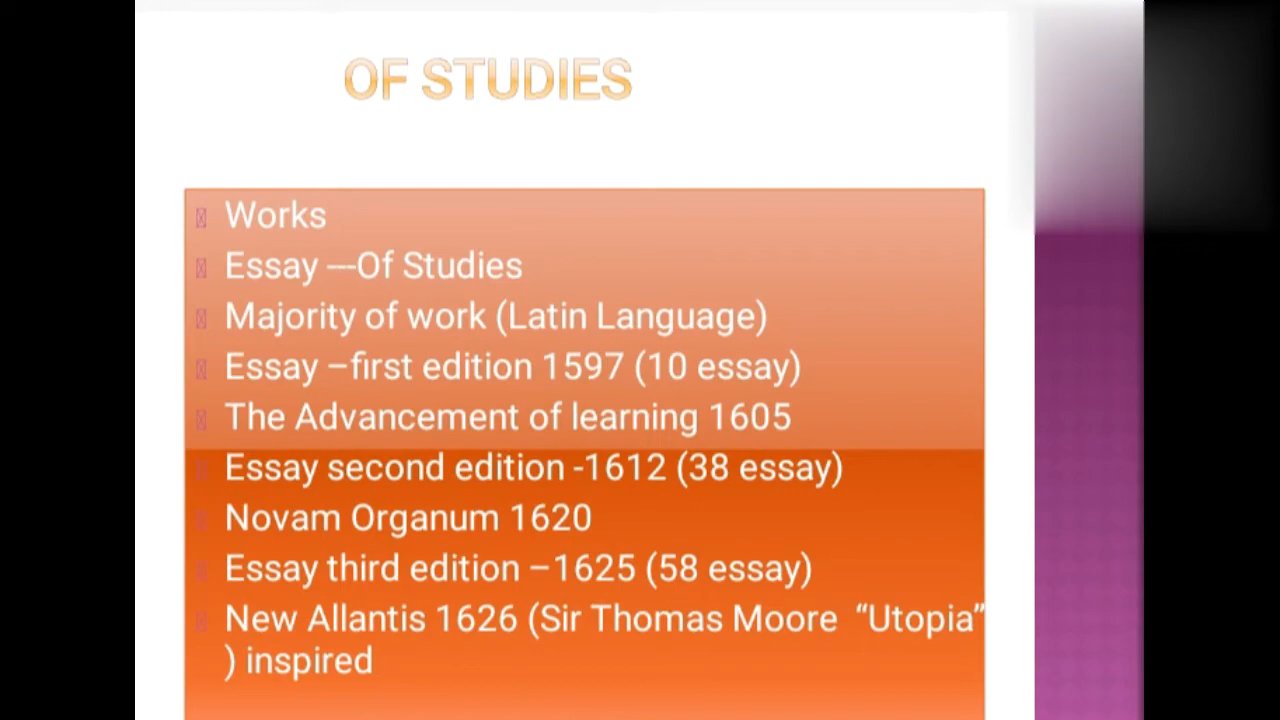 OF STUDIES
Works
Essay ---Of Studies
Majority of work (Latin Language)
Essay –first edition 1597 (10 essay)
The Advancement of learning 1605
Essay second edition -1612 (38 essay)
Novam Organum 1620
Essay third edition –1625 (58 essay)
New Allantis 1626 (Sir Thomas Moore “Utopia”
) inspired